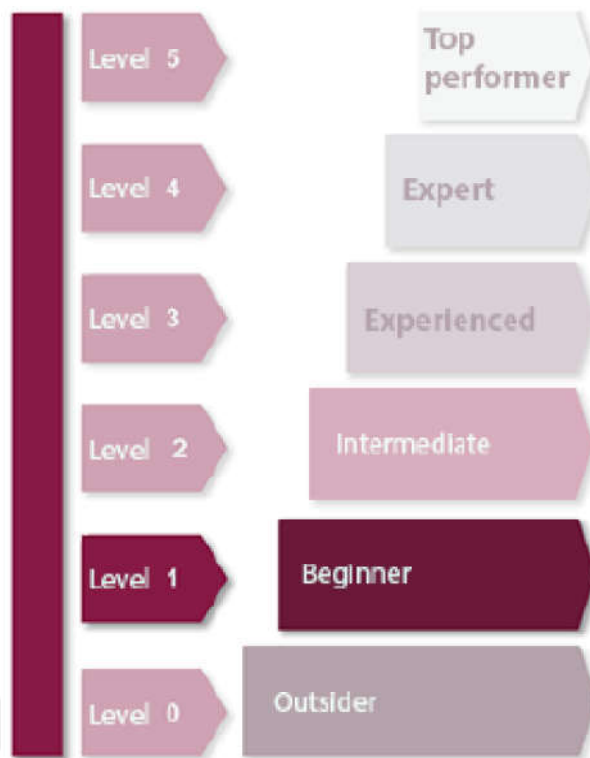 Level 5
Top
performer
Level 4
Expert
Level 3
Experienced
Level 2
Intermediate
Level 1
Beginner
Level 0
Outsider